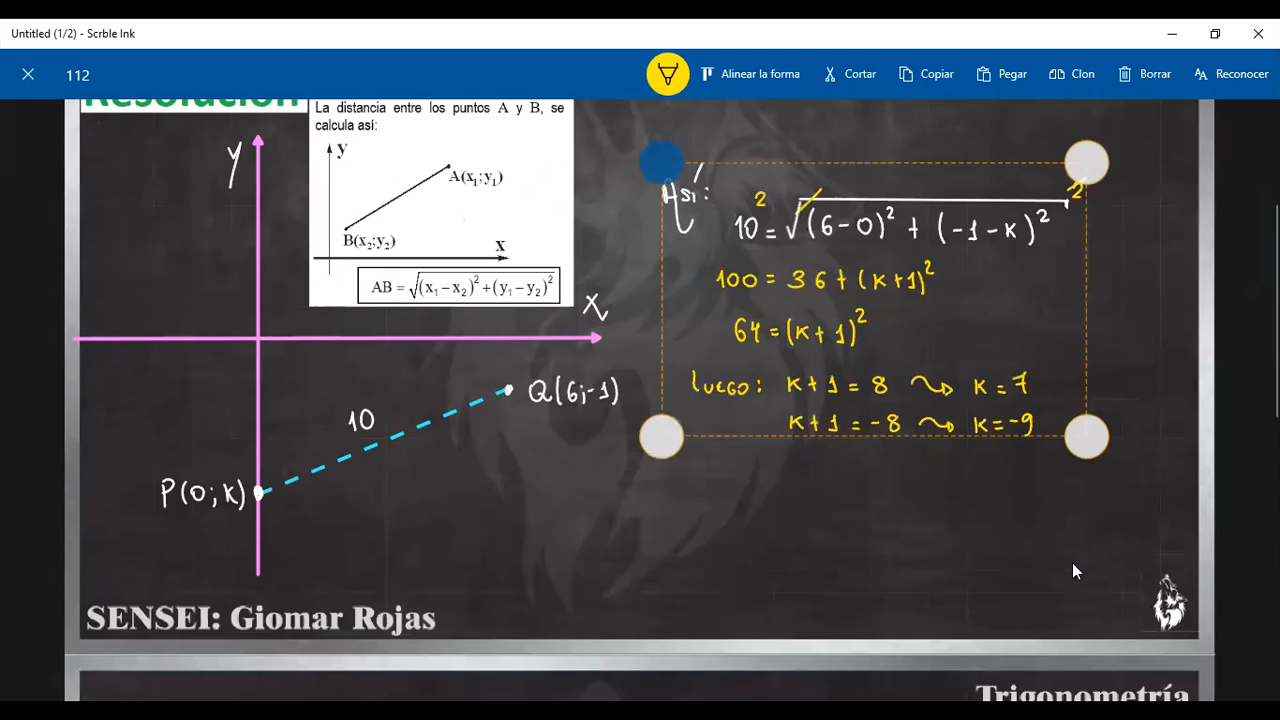 Untitled (1/2) - Scrble Ink
112
Alinear la forma
Cortar
Copiar
Pegar
Clon
Borrar
Reconocer
Resolución
La distancia entre los puntos A y B, se
calcula así:
y
A(x₁;y₁)
B(x₂;y₂)
x
AB = √(x₁−x₂)²+(y₁−y₂)²
y
x
10
Q(6;-1)
P(0;k)
Así:
10² = √(6-0)² + (-1-k)² ²
100 = 36 + (k+1)²
64 = (k+1)²
luego: k+1 = 8 ⤳ k = 7
k+1 = -8 ⤳ k = -9
SENSEI: Giomar Rojas
Trigonometría